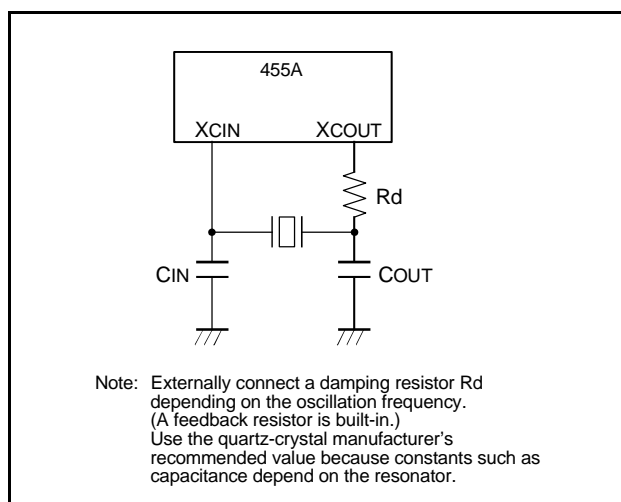 455A
XCIN XCOUT
Rd
CIN COUT
Note: Externally connect a damping resistor Rd
depending on the oscillation frequency.
(A feedback resistor is built-in.)
Use the quartz-crystal manufacturer's
recommended value because constants such as
capacitance depend on the resonator.